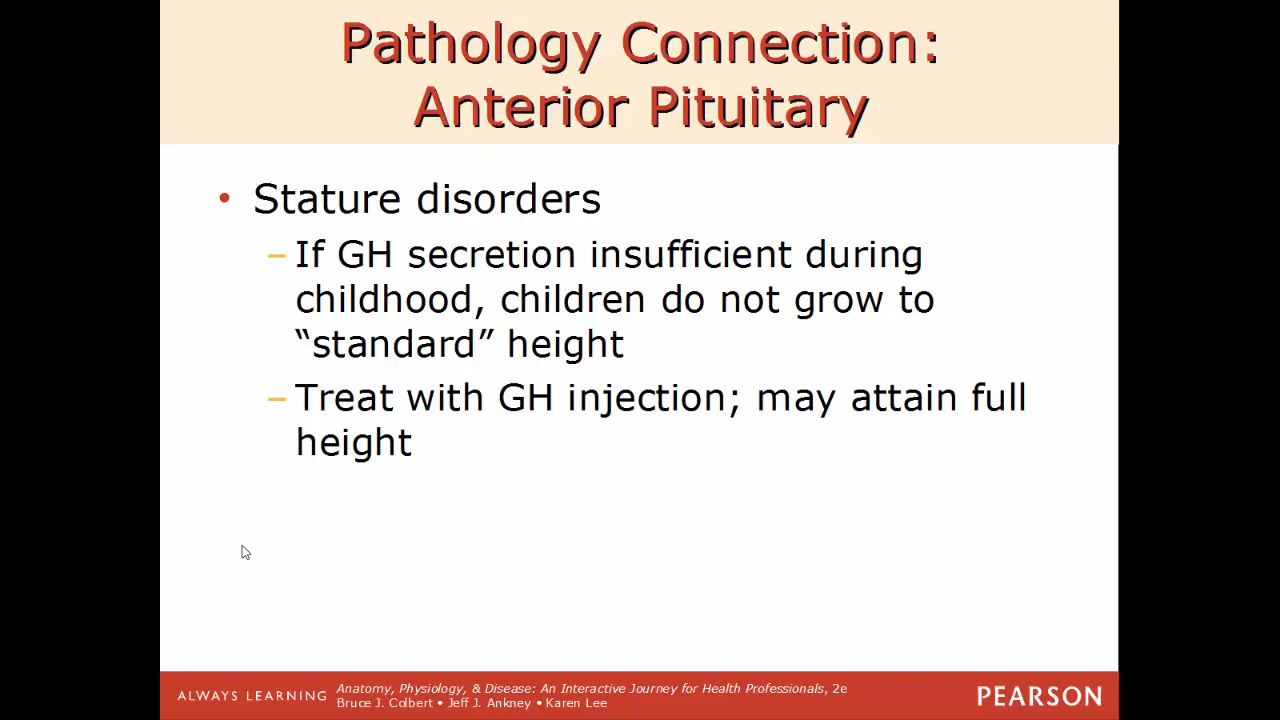 Pathology Connection:
Anterior Pituitary
• Stature disorders
– If GH secretion insufficient during
childhood, children do not grow to
“standard” height
– Treat with GH injection; may attain full
height
ALWAYS LEARNING
Anatomy, Physiology, & Disease: An Interactive Journey for Health Professionals, 2e
Bruce J. Colbert • Jeff J. Ankney • Karen Lee
PEARSON